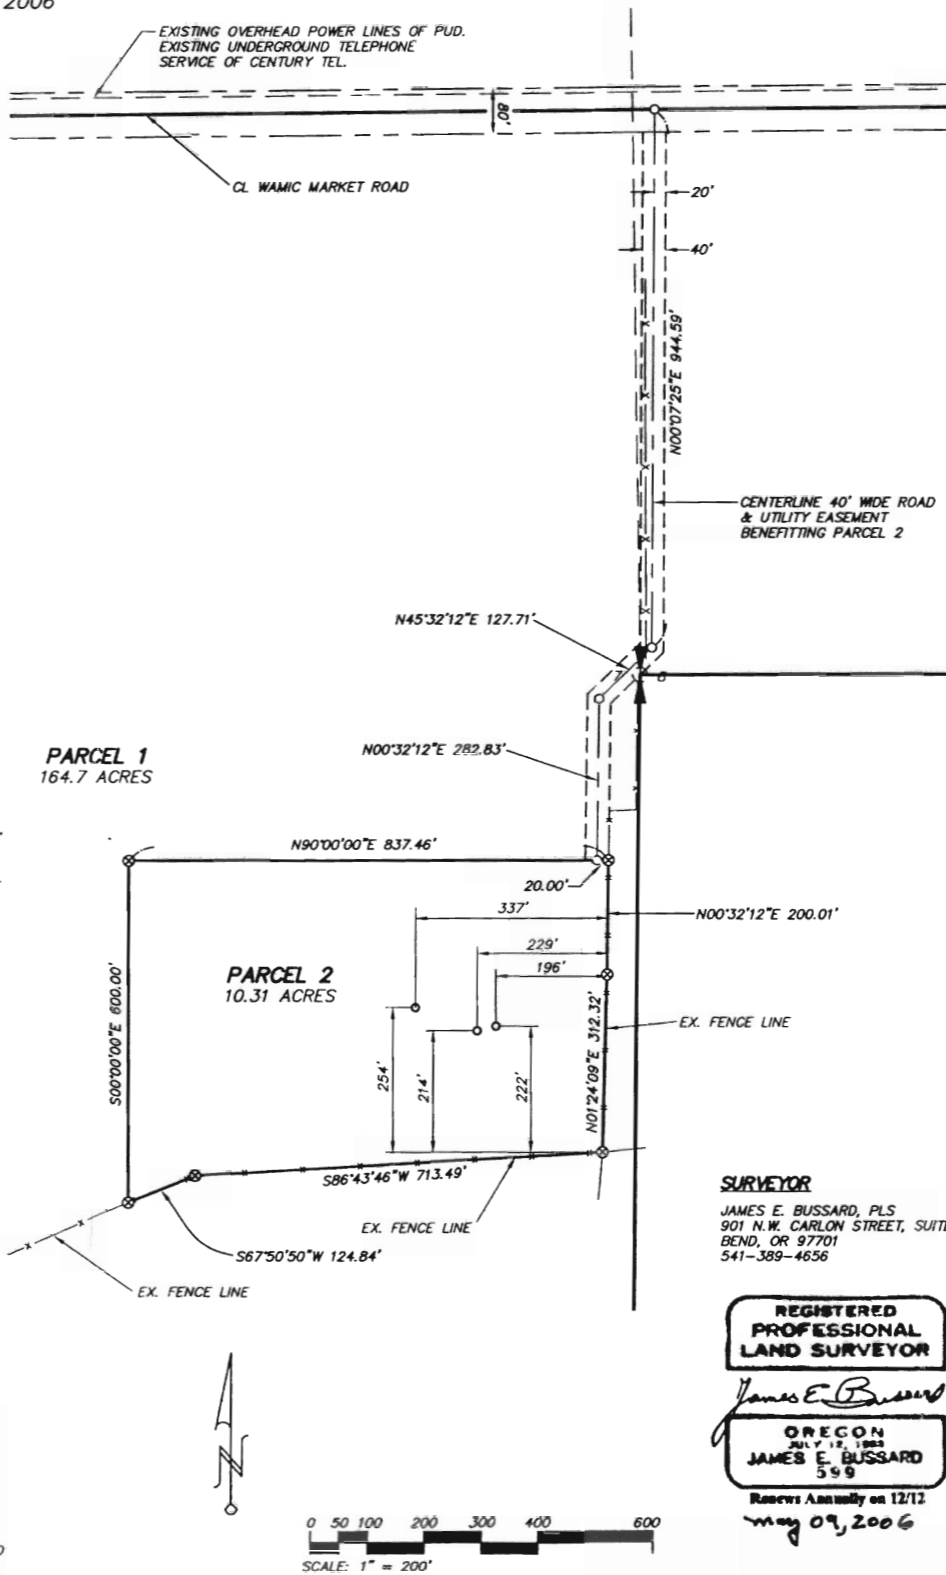 2006
EXISTING OVERHEAD POWER LINES OF PUD.
EXISTING UNDERGROUND TELEPHONE
SERVICE OF CENTURY TEL.
80'
CL WAMIC MARKET ROAD
20'
40'
N00°07'25"E 944.59'
CENTERLINE 40' WIDE ROAD
& UTILITY EASEMENT
BENEFITTING PARCEL 2
N45°32'12"E 127.71'
PARCEL 1
164.7 ACRES
N00°32'12"E 282.83'
N90°00'00"E 837.46'
20.00'
337'
N00°32'12"E 200.01'
229'
196'
PARCEL 2
10.31 ACRES
S00°00'00"E 600.00'
N01°24'09"E 312.32'
EX. FENCE LINE
254'
214'
222'
S86°43'46"W 713.49'
EX. FENCE LINE
S67°50'50"W 124.84'
EX. FENCE LINE
SURVEYOR
JAMES E. BUSSARD, PLS
901 N.W. CARLON STREET, SUIT
BEND, OR 97701
541-389-4656
REGISTERED
PROFESSIONAL
LAND SURVEYOR
James E. Bussard
OREGON
JULY 12,
JAMES E. BUSSARD
599
Renews Annually on 12/12
May 09, 2006
N
0 50 100 200 300 400 600
SCALE: 1" = 200'